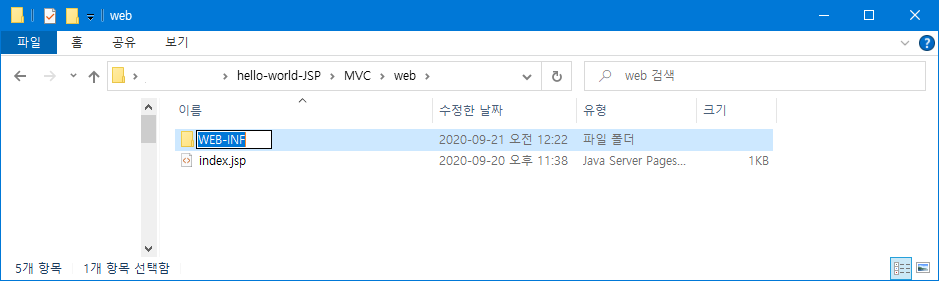 web
파일 홈 공유 보기
hello-world-JSP MVC web web 검색
이름 수정한 날짜 유형 크기
WEB-INF 2020-09-21 오전 12:22 파일 폴더
index.jsp 2020-09-20 오후 11:38 Java Server Pages... 1KB
5개 항목 1개 항목 선택함